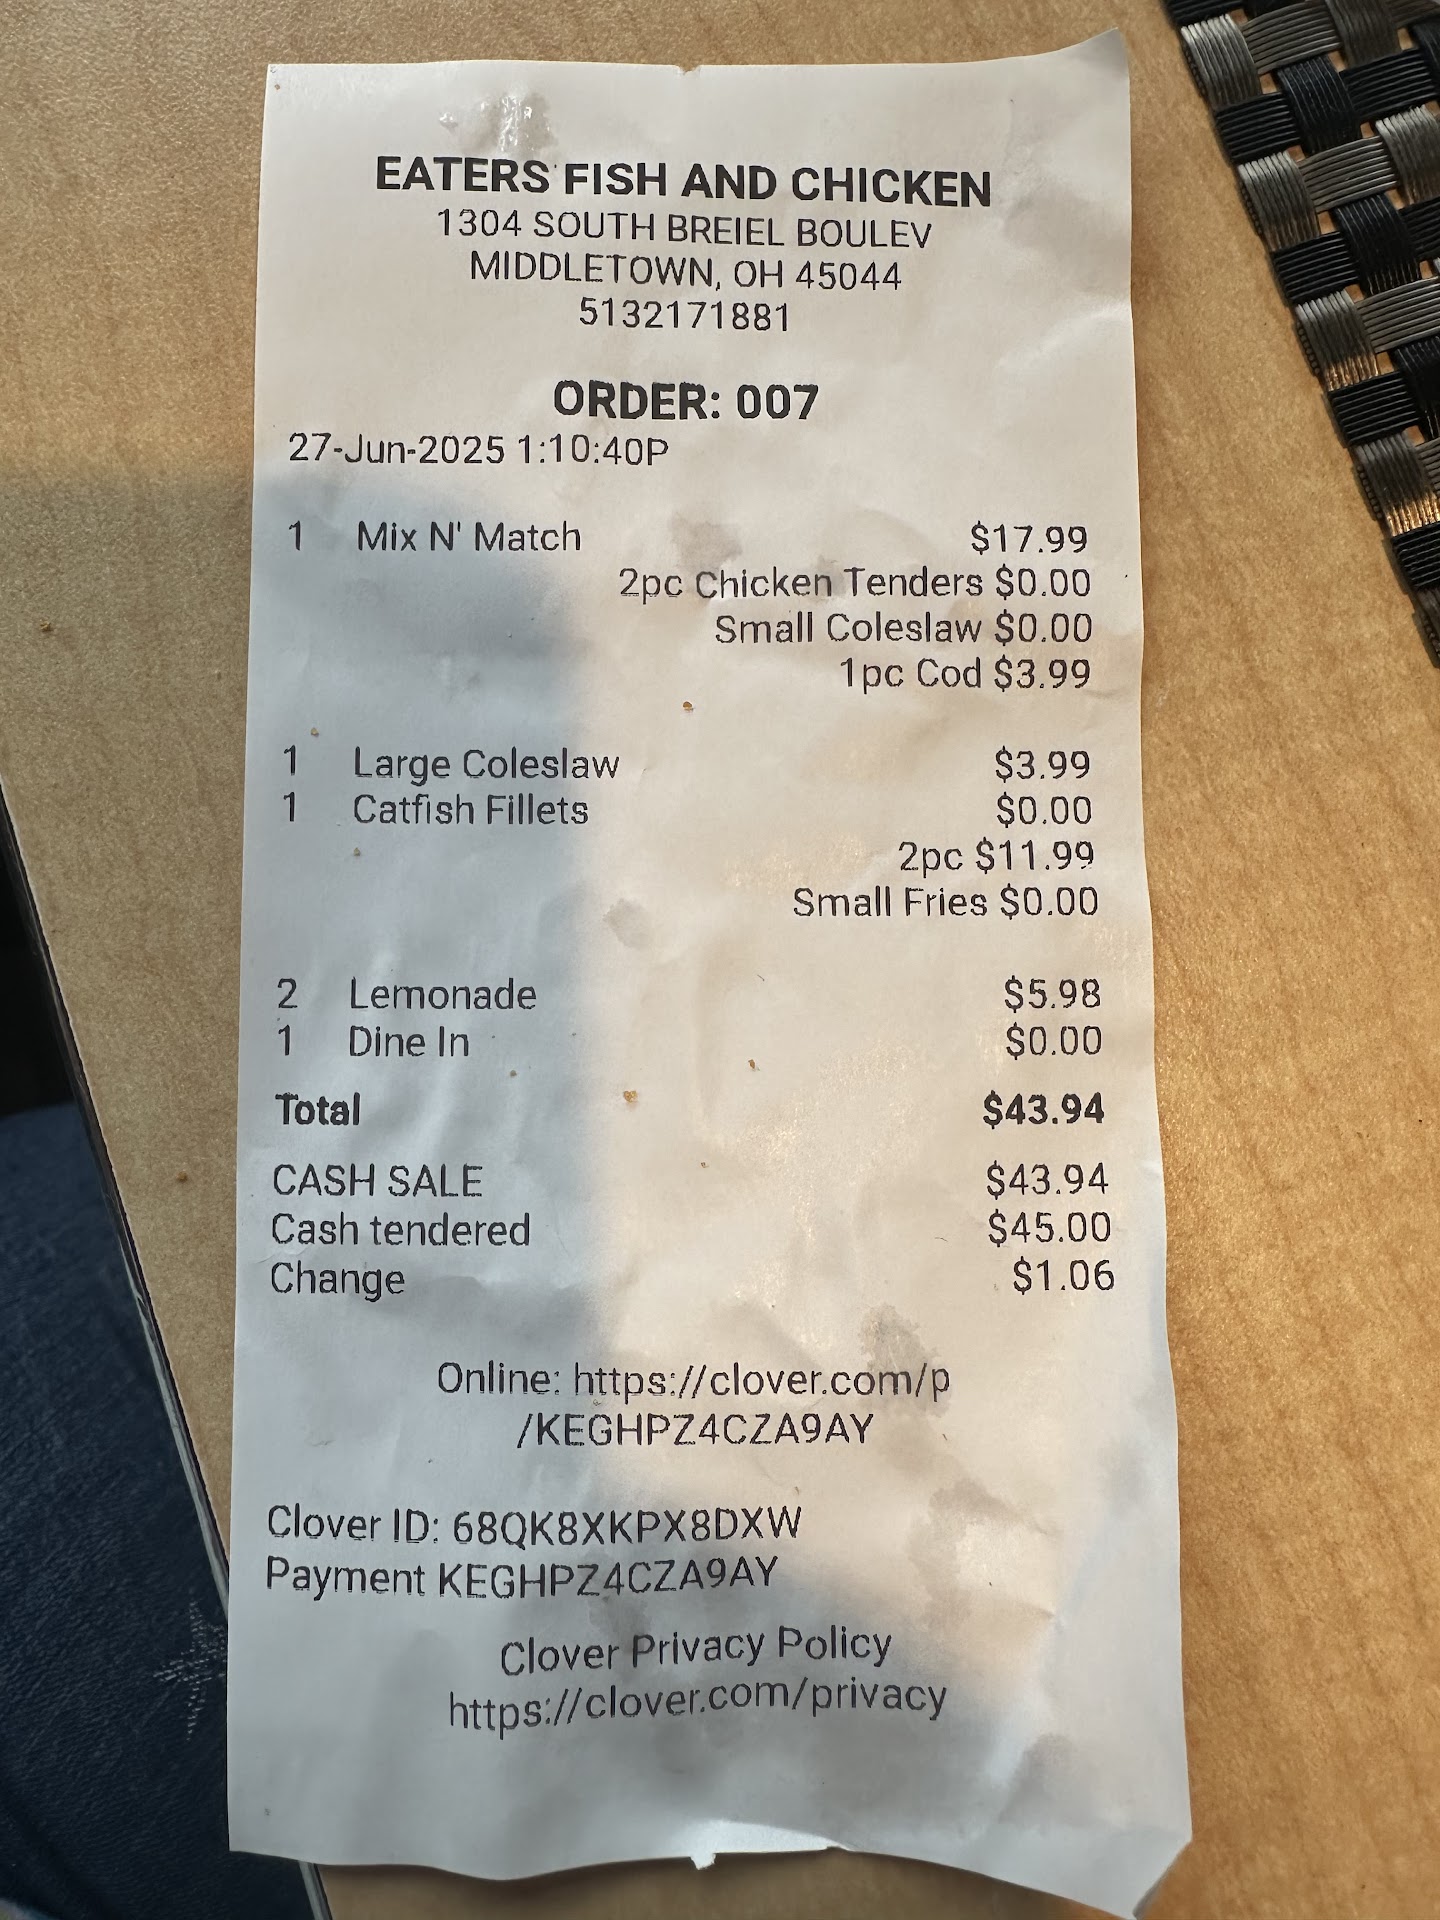 EATERS FISH AND CHICKEN
1304 SOUTH BREIEL BOULEV
MIDDLETOWN, OH 45044
5132171881
ORDER: 007
27-Jun-2025 1:10:40P
1 Mix N' Match $17.99
2pc Chicken Tenders $0.00
Small Coleslaw $0.00
1pc Cod $3.99
1 Large Coleslaw $3.99
1 Catfish Fillets $0.00
2pc $11.99
Small Fries $0.00
2 Lemonade $5.98
1 Dine In $0.00
Total $43.94
CASH SALE $43.94
Cash tendered $45.00
Change $1.06
Online: https://clover.com/p
/KEGHPZ4CZA9AY
Clover ID: 68QK8XKPX8DXW
Payment KEGHPZ4CZA9AY
Clover Privacy Policy
https://clover.com/privacy